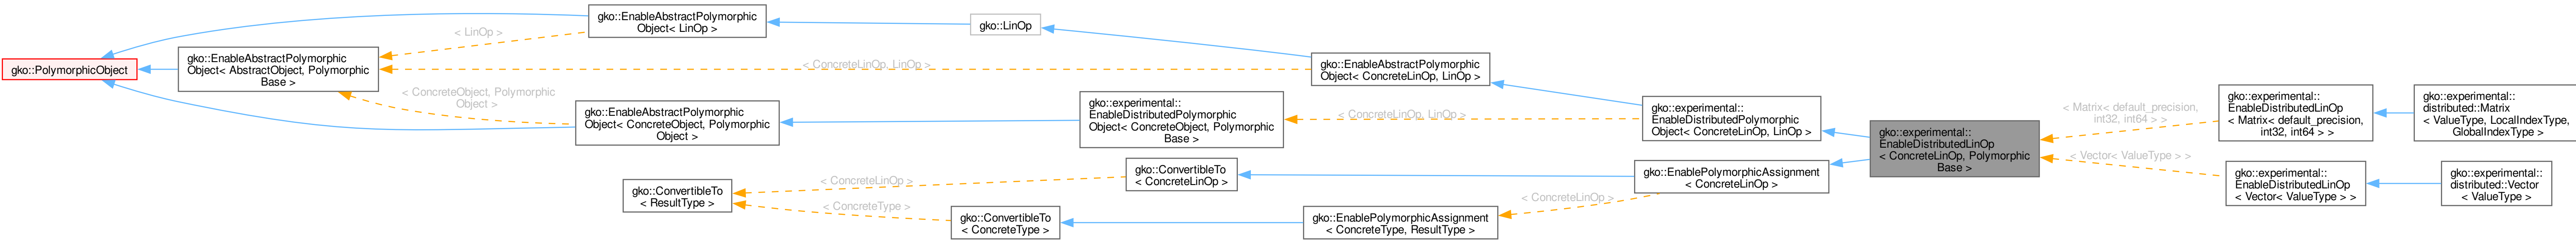 gko::PolymorphicObject
gko::EnableAbstractPolymorphic
Object< AbstractObject, Polymorphic
Base >
< LinOp >
< ConcreteObject, Polymorphic
Object >
gko::EnableAbstractPolymorphic
Object< LinOp >
gko::EnableAbstractPolymorphic
Object< ConcreteObject, Polymorphic
Object >
gko::ConvertibleTo
< ResultType >
< ConcreteLinOp, LinOp >
< ConcreteLinOp >
< ConcreteType >
gko::LinOp
gko::ConvertibleTo
< ConcreteType >
gko::experimental::
EnableDistributedPolymorphic
Object< ConcreteObject, Polymorphic
Base >
gko::ConvertibleTo
< ConcreteLinOp >
gko::EnableAbstractPolymorphic
Object< ConcreteLinOp, LinOp >
< ConcreteLinOp, LinOp >
gko::EnablePolymorphicAssignment
< ConcreteType, ResultType >
< ConcreteLinOp >
gko::experimental::
EnableDistributedPolymorphic
Object< ConcreteLinOp, LinOp >
gko::EnablePolymorphicAssignment
< ConcreteLinOp >
gko::experimental::
EnableDistributedLinOp
< ConcreteLinOp, Polymorphic
Base >
< Matrix< default_precision,
int32, int64 > >
< Vector< ValueType > >
gko::experimental::
EnableDistributedLinOp
< Matrix< default_precision,
int32, int64 > >
gko::experimental::
EnableDistributedLinOp
< Vector< ValueType > >
gko::experimental::
distributed::Matrix
< ValueType, LocalIndexType,
GlobalIndexType >
gko::experimental::
distributed::Vector
< ValueType >